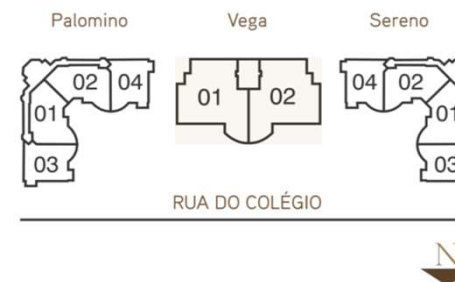 Palomino Vega Sereno
02 04 04 02
01 01 02 01
03 03
RUA DO COLÉGIO
N